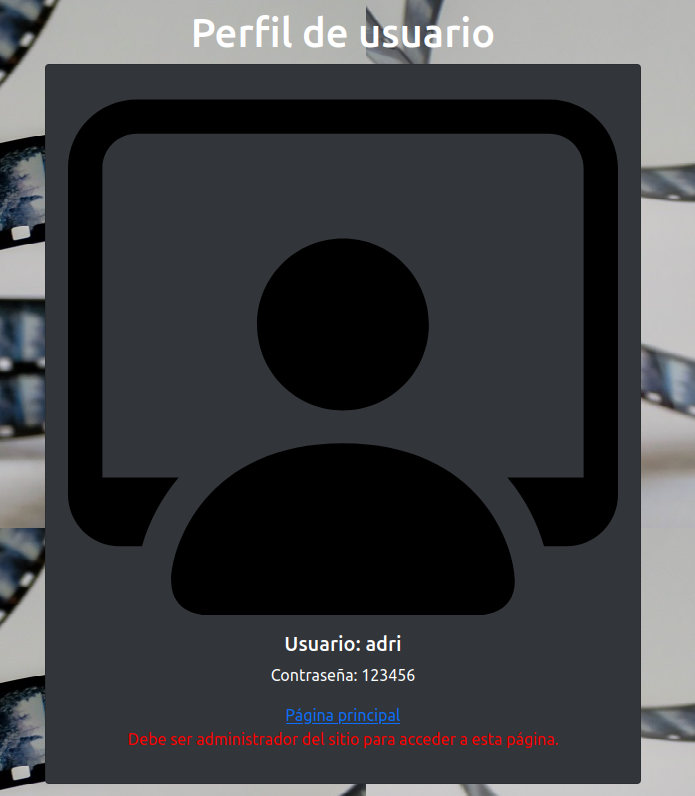 Perfil de usuario
Usuario: adri
Contraseña: 123456
Página principal
Debe ser administrador del sitio para acceder a esta página.